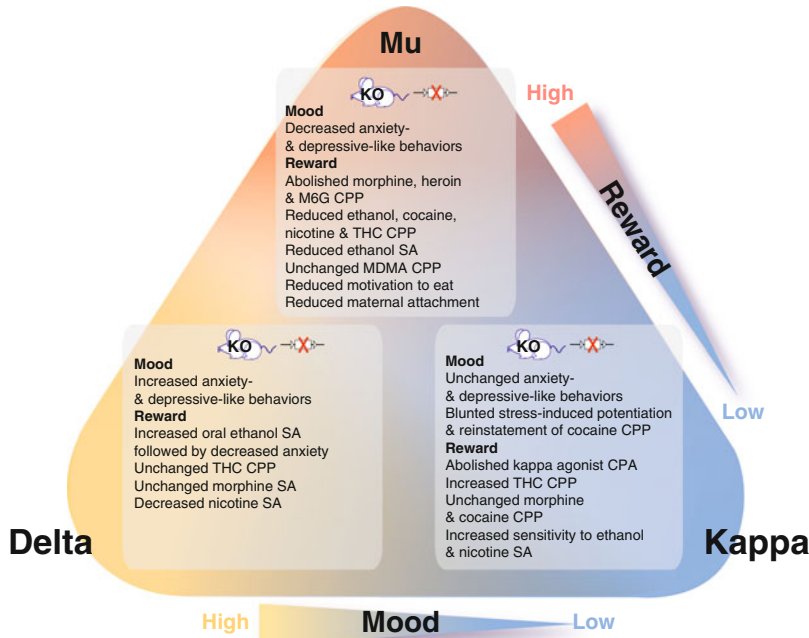 Mu
KO
Mood
Decreased anxiety-
& depressive-like behaviors
Reward
Abolished morphine, heroin
& M6G CPP
Reduced ethanol, cocaine,
nicotine & THC CPP
Reduced ethanol SA
Unchanged MDMA CPP
Reduced motivation to eat
Reduced maternal attachment
High
Reward
Low
KO
Mood
Increased anxiety-
& depressive-like behaviors
Reward
Increased oral ethanol SA
followed by decreased anxiety
Unchanged THC CPP
Unchanged morphine SA
Decreased nicotine SA
Delta
KO
Mood
Unchanged anxiety-
& depressive-like behaviors
Blunted stress-induced potentiation
& reinstatement of cocaine CPP
Reward
Abolished kappa agonist CPA
Increased THC CPP
Unchanged morphine
& cocaine CPP
Increased sensitivity to ethanol
& nicotine SA
Kappa
High
Mood
Low